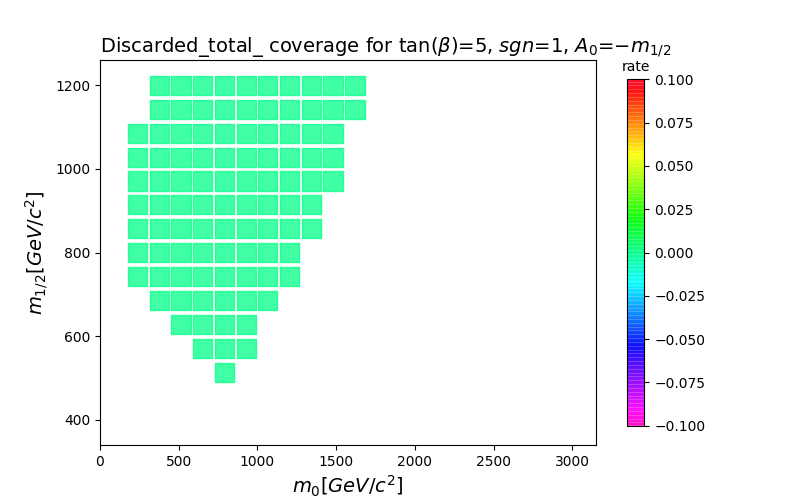 Discarded_total_ coverage for tan(β)=5, sgn=1, A₀=−m₁/₂
rate
0.100
0.075
0.050
0.025
0.000
−0.025
−0.050
−0.075
−0.100
1200
1000
800
600
400
m₁/₂[GeV/c²]
0 500 1000 1500 2000 2500 3000
m₀[GeV/c²]